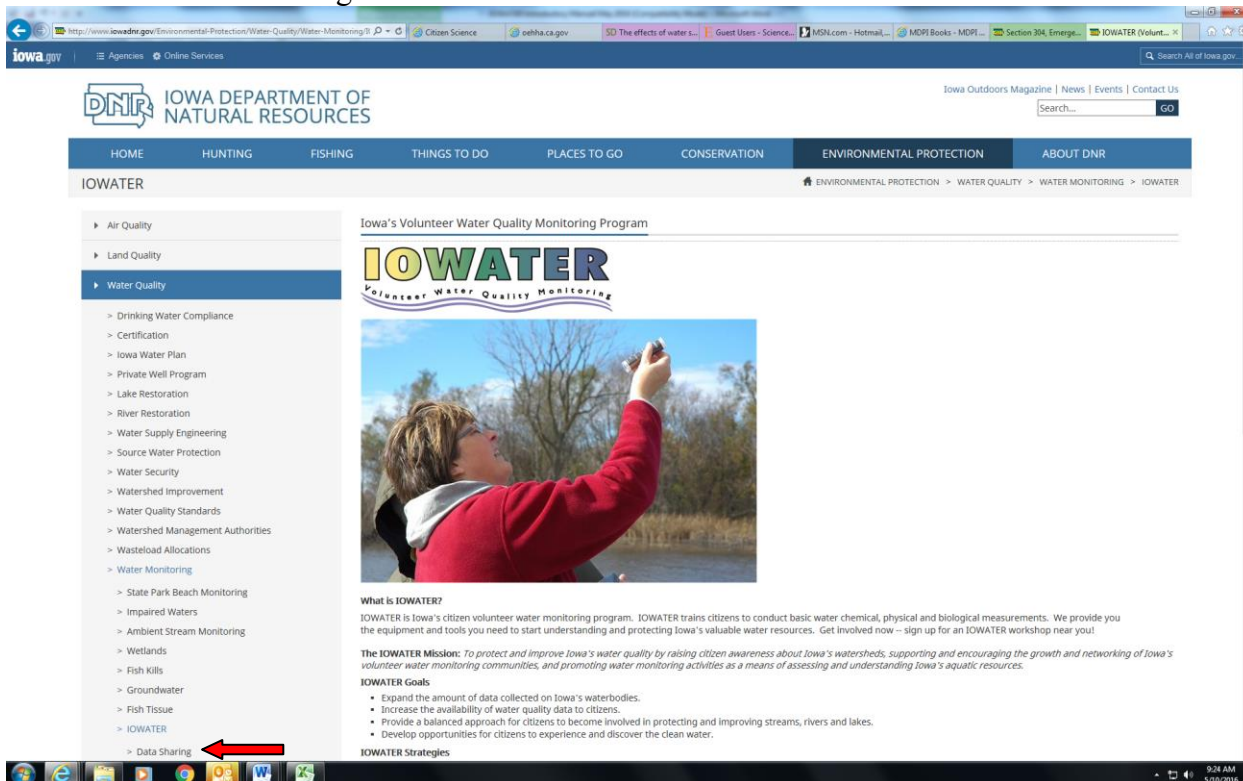 http://www.iowadnr.gov/Environmental-Protection/Water-Quality/Water-Monitoring/
Citizen Science
oehha.ca.gov
SD The effects of water s...
Guest Users - Science...
MSN.com - Hotmail,...
MDPI Books - MDPI ...
Section 304, Emerge...
IOWATER (Volunt...
iowa.gov
Agencies
Online Services
Search All of Iowa.gov
DNR
IOWA DEPARTMENT OF
NATURAL RESOURCES
Iowa Outdoors Magazine | News | Events | Contact Us
Search...
GO
HOME
HUNTING
FISHING
THINGS TO DO
PLACES TO GO
CONSERVATION
ENVIRONMENTAL PROTECTION
ABOUT DNR
IOWATER
ENVIRONMENTAL PROTECTION > WATER QUALITY > WATER MONITORING > IOWATER
Air Quality
Land Quality
Water Quality
> Drinking Water Compliance
> Certification
> Iowa Water Plan
> Private Well Program
> Lake Restoration
> River Restoration
> Water Supply Engineering
> Source Water Protection
> Water Security
> Watershed Improvement
> Water Quality Standards
> Watershed Management Authorities
> Wasteload Allocations
> Water Monitoring
> State Park Beach Monitoring
> Impaired Waters
> Ambient Stream Monitoring
> Wetlands
> Fish Kills
> Groundwater
> Fish Tissue
> IOWATER
> Data Sharing
Iowa's Volunteer Water Quality Monitoring Program
IOWATER
Volunteer Water Quality Monitoring
What is IOWATER?
IOWATER is Iowa's citizen volunteer water monitoring program. IOWATER trains citizens to conduct basic water chemical, physical and biological measurements. We provide you
the equipment and tools you need to start understanding and protecting Iowa's valuable water resources. Get involved now -- sign up for an IOWATER workshop near you!
The IOWATER Mission: To protect and improve Iowa's water quality by raising citizen awareness about Iowa's watersheds, supporting and encouraging the growth and networking of Iowa's
volunteer water monitoring communities, and promoting water monitoring activities as a means of assessing and understanding Iowa's aquatic resources.
IOWATER Goals
▪ Expand the amount of data collected on Iowa's waterbodies.
▪ Increase the availability of water quality data to citizens.
▪ Provide a balanced approach for citizens to become involved in protecting and improving streams, rivers and lakes.
▪ Develop opportunities for citizens to experience and discover the clean water.
IOWATER Strategies
9:24 AM
5/10/2016